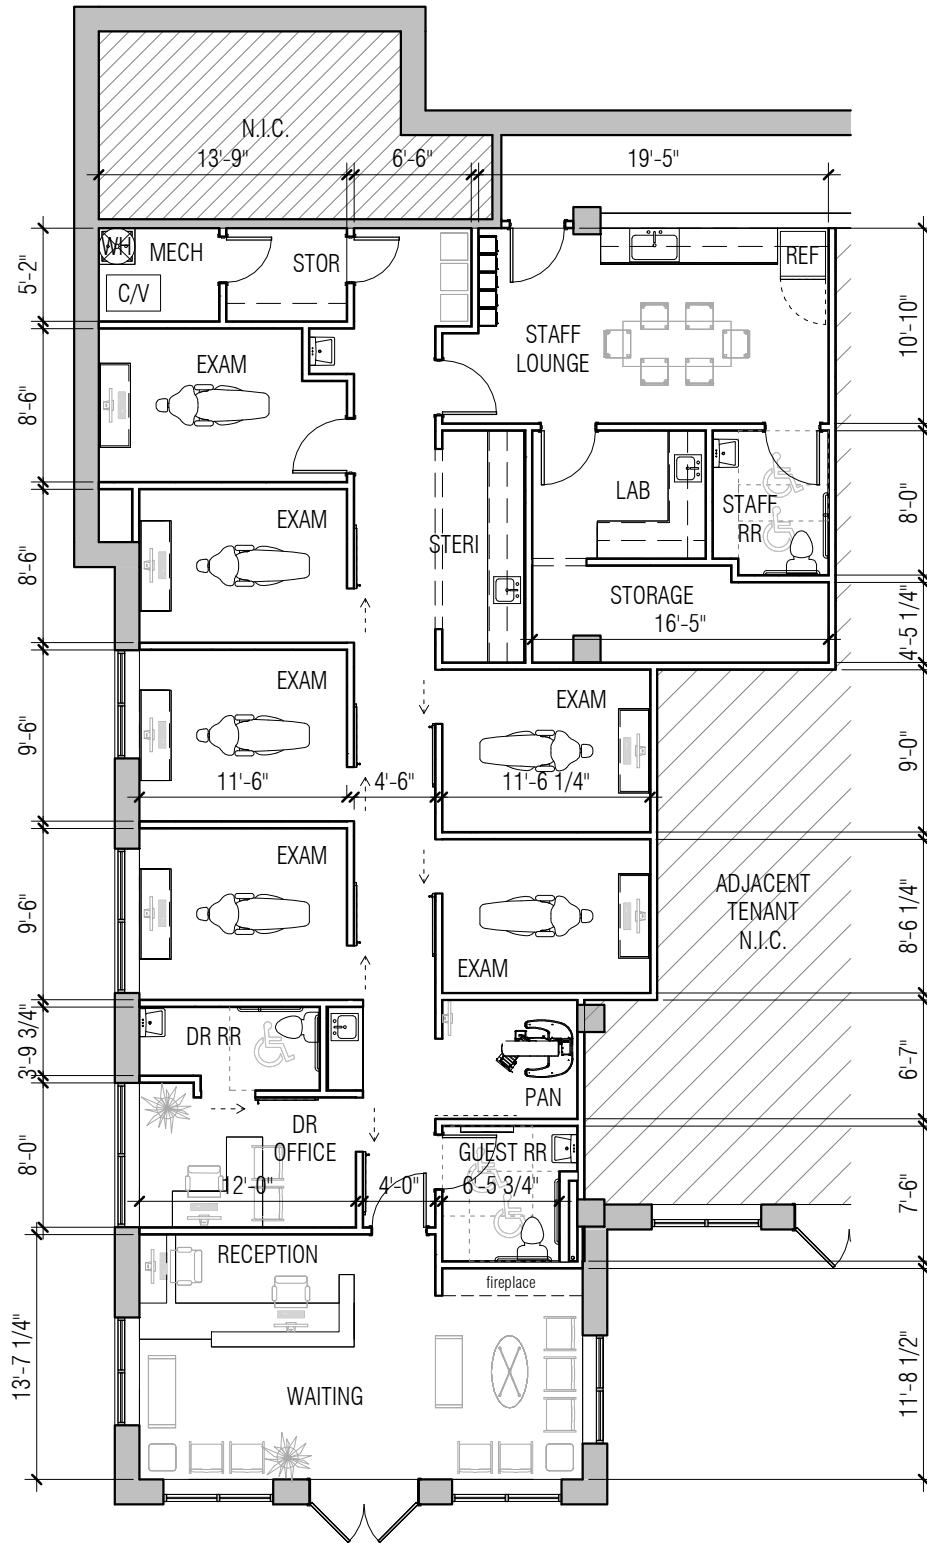 N.I.C.
13'-9"
6'-6"
19'-5"
WH
MECH
STOR
REF
C/V
5'-2"
STAFF
LOUNGE
10'-10"
EXAM
8'-6"
EXAM
LAB
STAFF
RR
8'-0"
STERI
8'-6"
STORAGE
16'-5"
4'-5 1/4"
EXAM
EXAM
9'-6"
9'-0"
11'-6"
4'-6"
11'-6 1/4"
EXAM
ADJACENT
TENANT
N.I.C.
8'-6 1/4"
9'-6"
EXAM
DR RR
3'-9 3/4"
6'-7"
PAN
DR
OFFICE
GUEST RR
8'-0"
12'-0"
4'-0"
6'-5 3/4"
7'-6"
RECEPTION
fireplace
13'-7 1/4"
WAITING
11'-8 1/2"